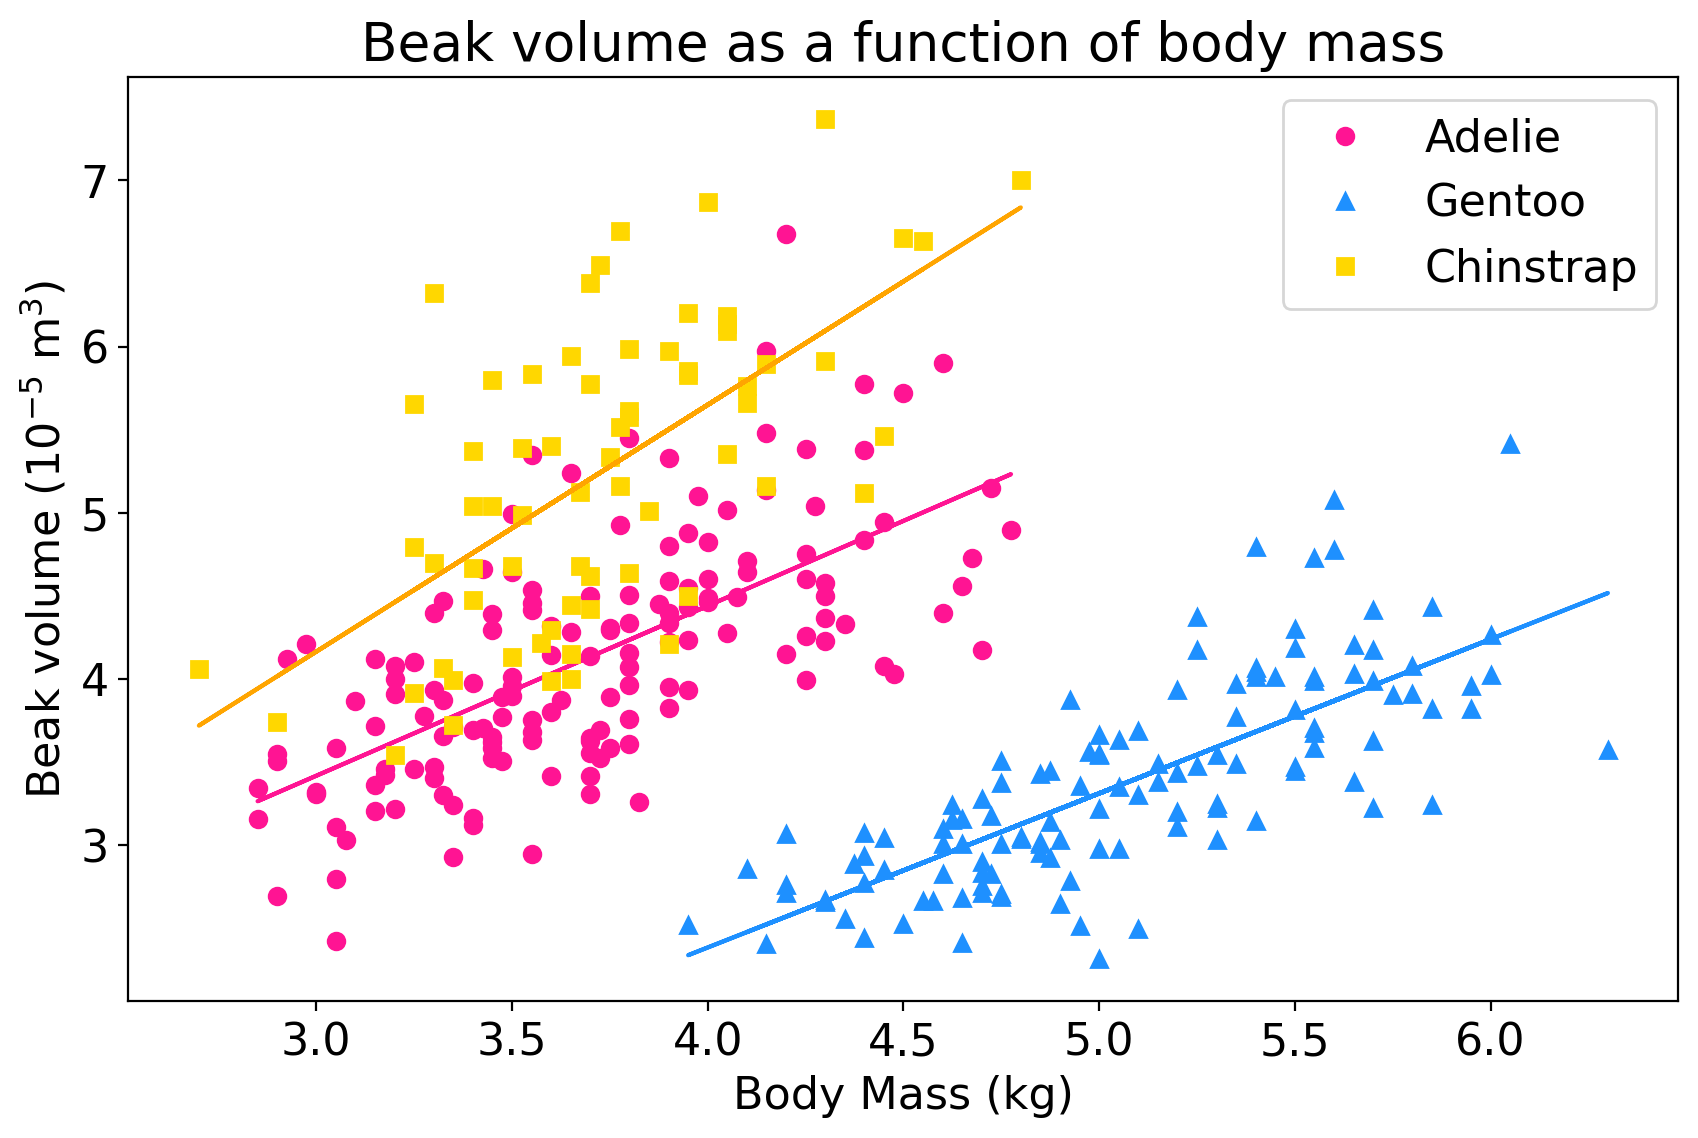 Beak volume as a function of body mass
Adelie
Gentoo
Chinstrap
Beak volume (10⁻⁵ m³)
7
6
5
4
3
3.0 3.5 4.0 4.5 5.0 5.5 6.0
Body Mass (kg)